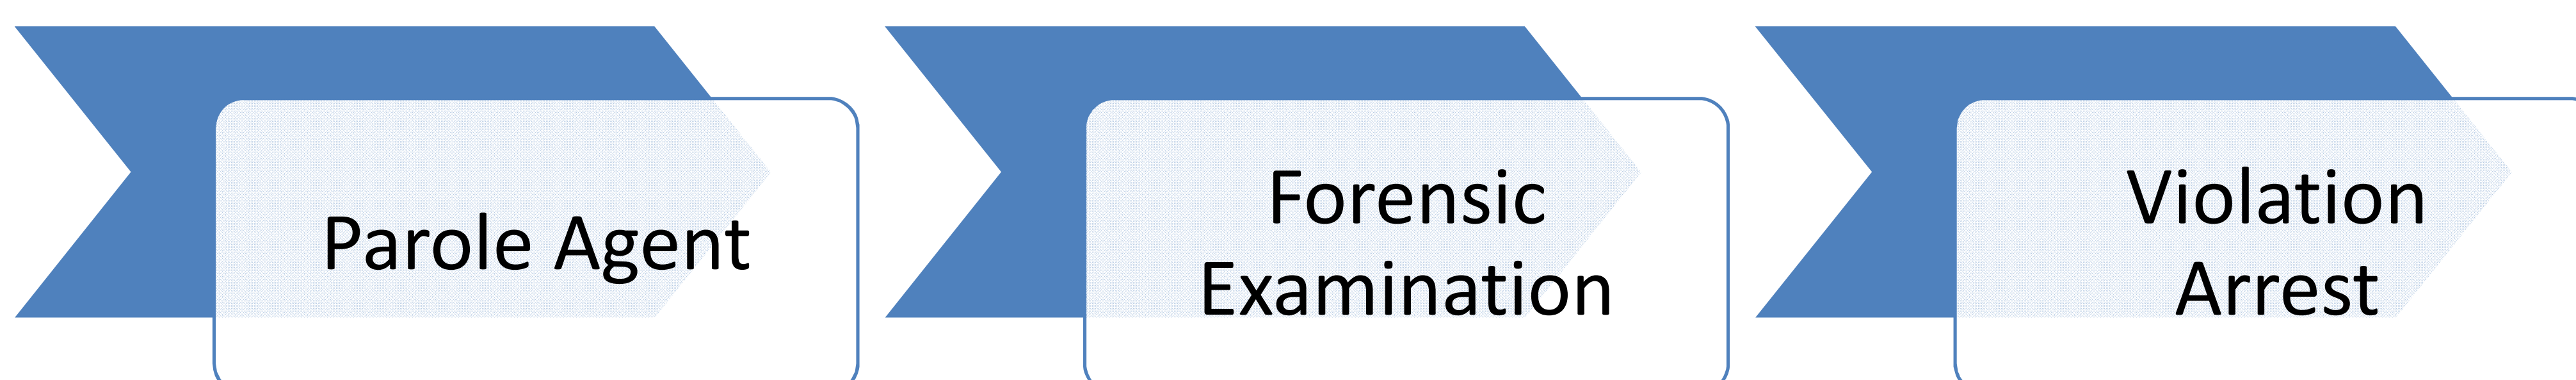 Parole Agent
Forensic
Examination
Violation
Arrest